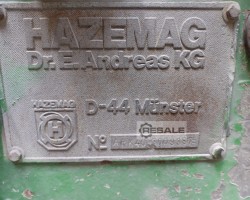 HAZEMAG
Dr. E. Andreas KG
HAZEMAG
H
D-44 Münster
No
RESALE